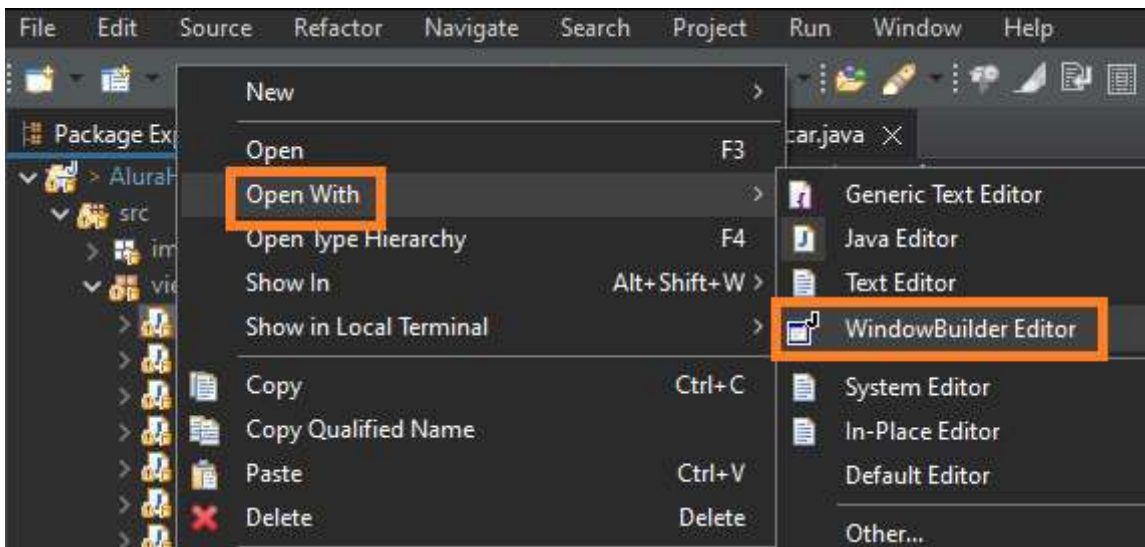 File Edit Source Refactor Navigate Search Project Run Window Help
New
Package Ex
car.java
Open F3
> Alura
Open With
Generic Text Editor
src
Open Type Hierarchy F4
Java Editor
im
Show In Alt+Shift+W
Text Editor
Show in Local Terminal
WindowBuilder Editor
Copy Ctrl+C
System Editor
Copy Qualified Name
In-Place Editor
Paste Ctrl+V
Default Editor
Delete Delete
Other...